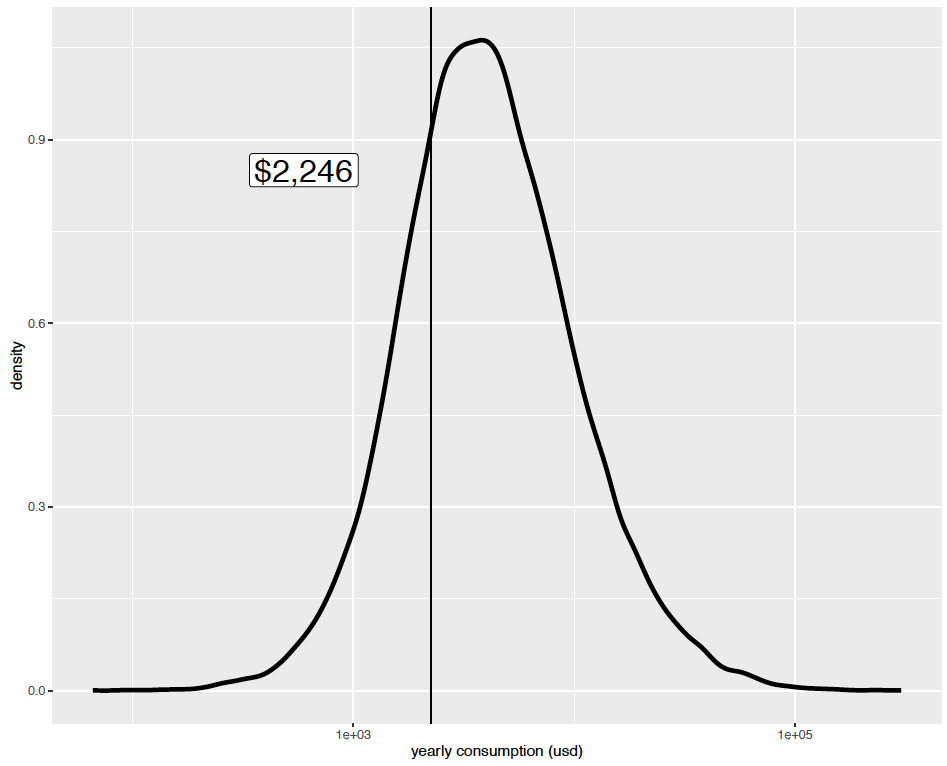 0.9
$2,246
0.6
density
0.3
0.0
1e+03
1e+05
yearly consumption (usd)